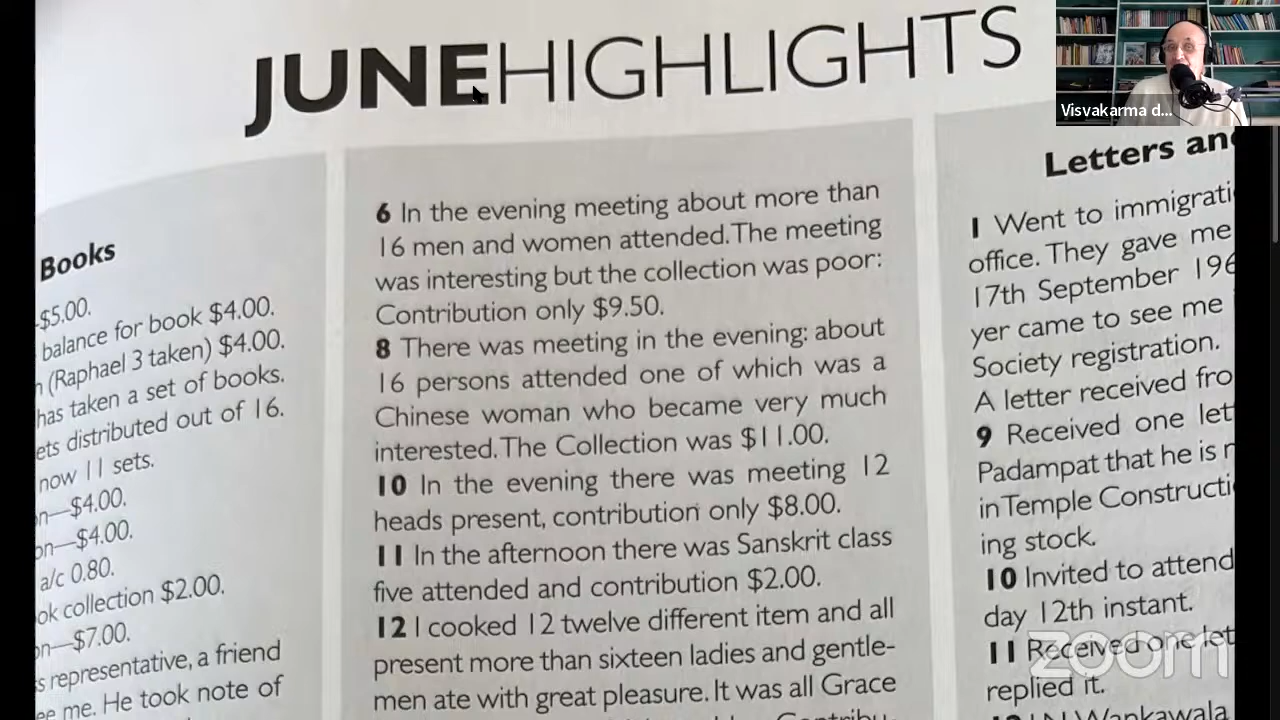 JUNEHIGHLIGHTS
Visvakarma d...
Books
$5.00.
balance for book $4.00.
(Raphael 3 taken) $4.00.
has taken a set of books.
distributed out of 16.
now 11 sets.
$4.00.
$4.00.
a/c 0.80.
collection $2.00.
$7.00.
representative, a friend
me. He took note of
6 In the evening meeting about more than
16 men and women attended. The meeting
was interesting but the collection was poor:
Contribution only $9.50.
8 There was meeting in the evening: about
16 persons attended one of which was a
Chinese woman who became very much
interested. The Collection was $11.00.
10 In the evening there was meeting 12
heads present, contribution only $8.00.
11 In the afternoon there was Sanskrit class
five attended and contribution $2.00.
12 I cooked 12 twelve different item and all
present more than sixteen ladies and gentle-
men ate with great pleasure. It was all Grace
Letters
1 Went to
office. They gave me
17th September
yer came to see me
Society registration.
A letter received
9 Received one
Padampat that he is
in Temple
ing stock.
10 Invited to attend
day 12th instant.
11 Received one
replied it.
Wankawala
zoom